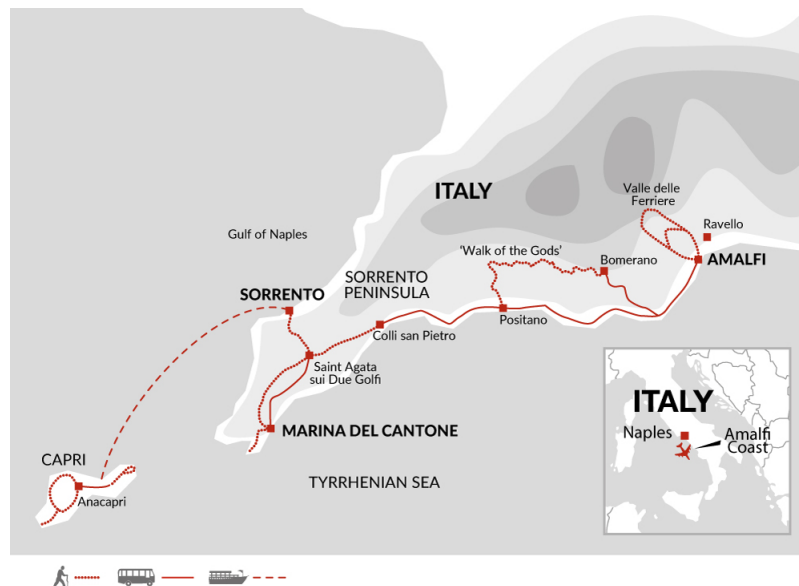 ITALY
Valle delle
Ferriere
Ravello
Gulf of Naples
'Walk of the Gods'
Bomerano
AMALFI
SORRENTO
PENINSULA
SORRENTO
Positano
Colli san Pietro
Saint Agata
sui Due Golfi
MARINA DEL CANTONE
CAPRI
Anacapri
TYRRHENIAN SEA
ITALY
Naples
Amalfi
Coast